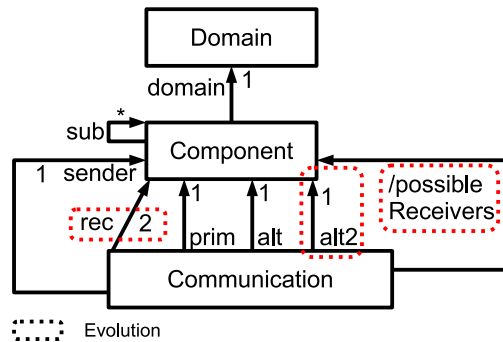 Domain
domain 1
*
sub
Component
1 sender
1 1 1
/possible
Receivers
rec 2
prim alt alt2
Communication
Evolution